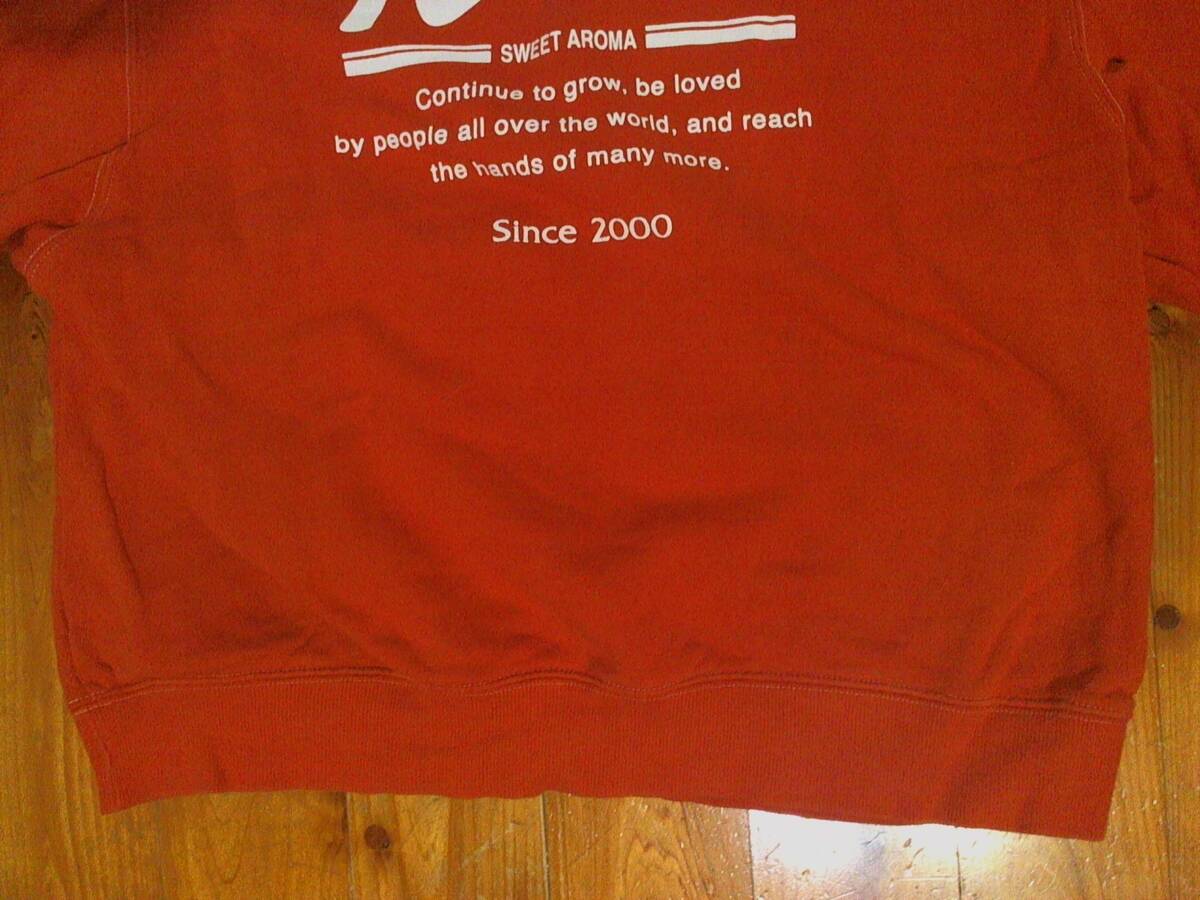 SWEET AROMA
Continue to grow, be loved
by people all over the world, and reach
the hands of many more.
Since 2000